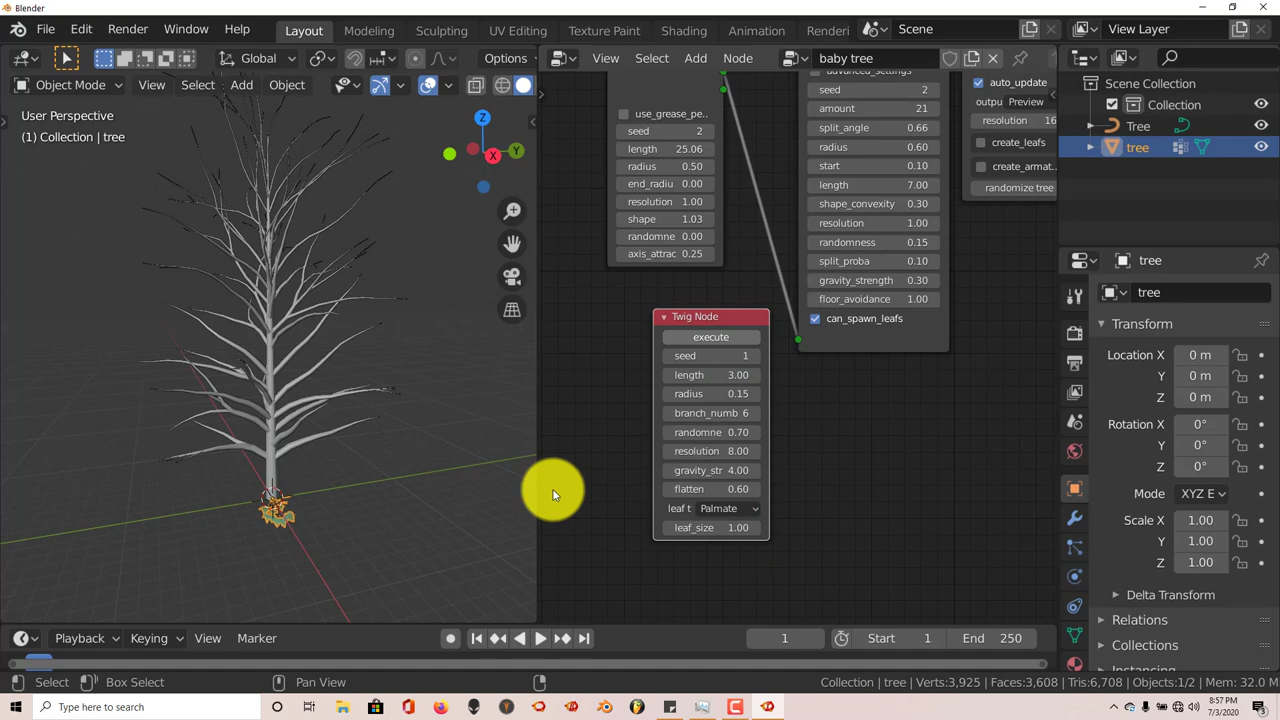 Blender
File Edit Render Window Help Layout Modeling Sculpting UV Editing Texture Paint Shading Animation Renderi Scene View Layer
Global Options View Select Add Node baby tree
Object Mode View Select Add Object
User Perspective
(1) Collection | tree
Z
X
Y
use_grease_pe..
seed 2
length 25.06
radius 0.50
end_radiu 0.00
resolution 1.00
shape 1.03
randomne 0.00
axis_attrac 0.25
advanced_settings
seed 2
amount 21
split_angle 0.66
radius 0.60
start 0.10
length 7.00
shape_convexity 0.30
resolution 1.00
randomness 0.15
split_proba 0.10
gravity_strength 0.30
floor_avoidance 1.00
can_spawn_leafs
auto_update
outpu Preview
resolution 16
create_leafs
create_armat..
randomize tree
Twig Node
execute
seed 1
length 3.00
radius 0.15
branch_numb 6
randomne 0.70
resolution 8.00
gravity_str 4.00
flatten 0.60
leaf t Palmate
leaf_size 1.00
Scene Collection
Collection
Tree
tree
tree
tree
Transform
Location X 0 m
Y 0 m
Z 0 m
Rotation X 0°
Y 0°
Z 0°
Mode XYZ E
Scale X 1.00
Y 1.00
Z 1.00
Delta Transform
Relations
Collections
Instancing
Playback Keying View Marker 1 Start 1 End 250
Select Box Select Pan View Collection | tree | Verts:3,925 | Faces:3,608 | Tris:6,708 | Objects:1/2 | Mem: 32.0 M
Type here to search
8:57 PM
7/3/2020